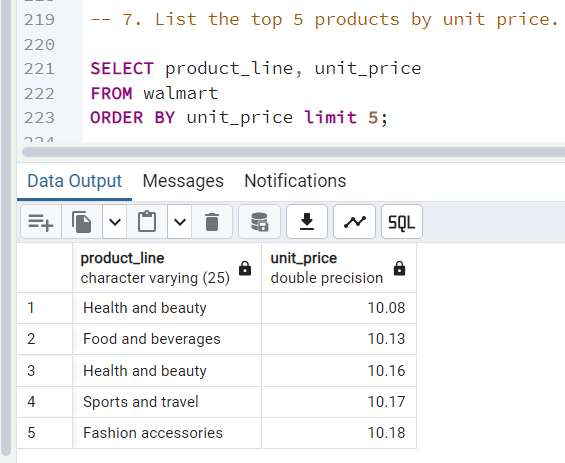 219 -- 7. List the top 5 products by unit price.
220
221 SELECT product_line, unit_price
222 FROM walmart
223 ORDER BY unit_price limit 5;
Data Output Messages Notifications
SQL
product_line unit_price
character varying (25) double precision
1 Health and beauty 10.08
2 Food and beverages 10.13
3 Health and beauty 10.16
4 Sports and travel 10.17
5 Fashion accessories 10.18